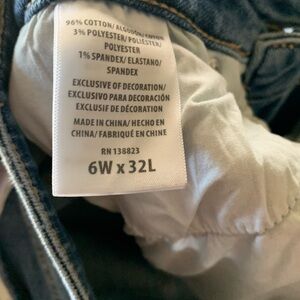 96% COTTON/ALGODÓN/COTON
3% POLYESTER/POLIÉSTER/
POLYESTER
1% SPANDEX/ELASTANO/
SPANDEX
EXCLUSIVE OF DECORATION/
EXCLUSIVO PARA DECORACIÓN
EXCLUSIF DE DÉCORATION
MADE IN CHINA/ HECHO EN
CHINA/ FABRIQUÉ EN CHINE
RN 138823
6W x 32L